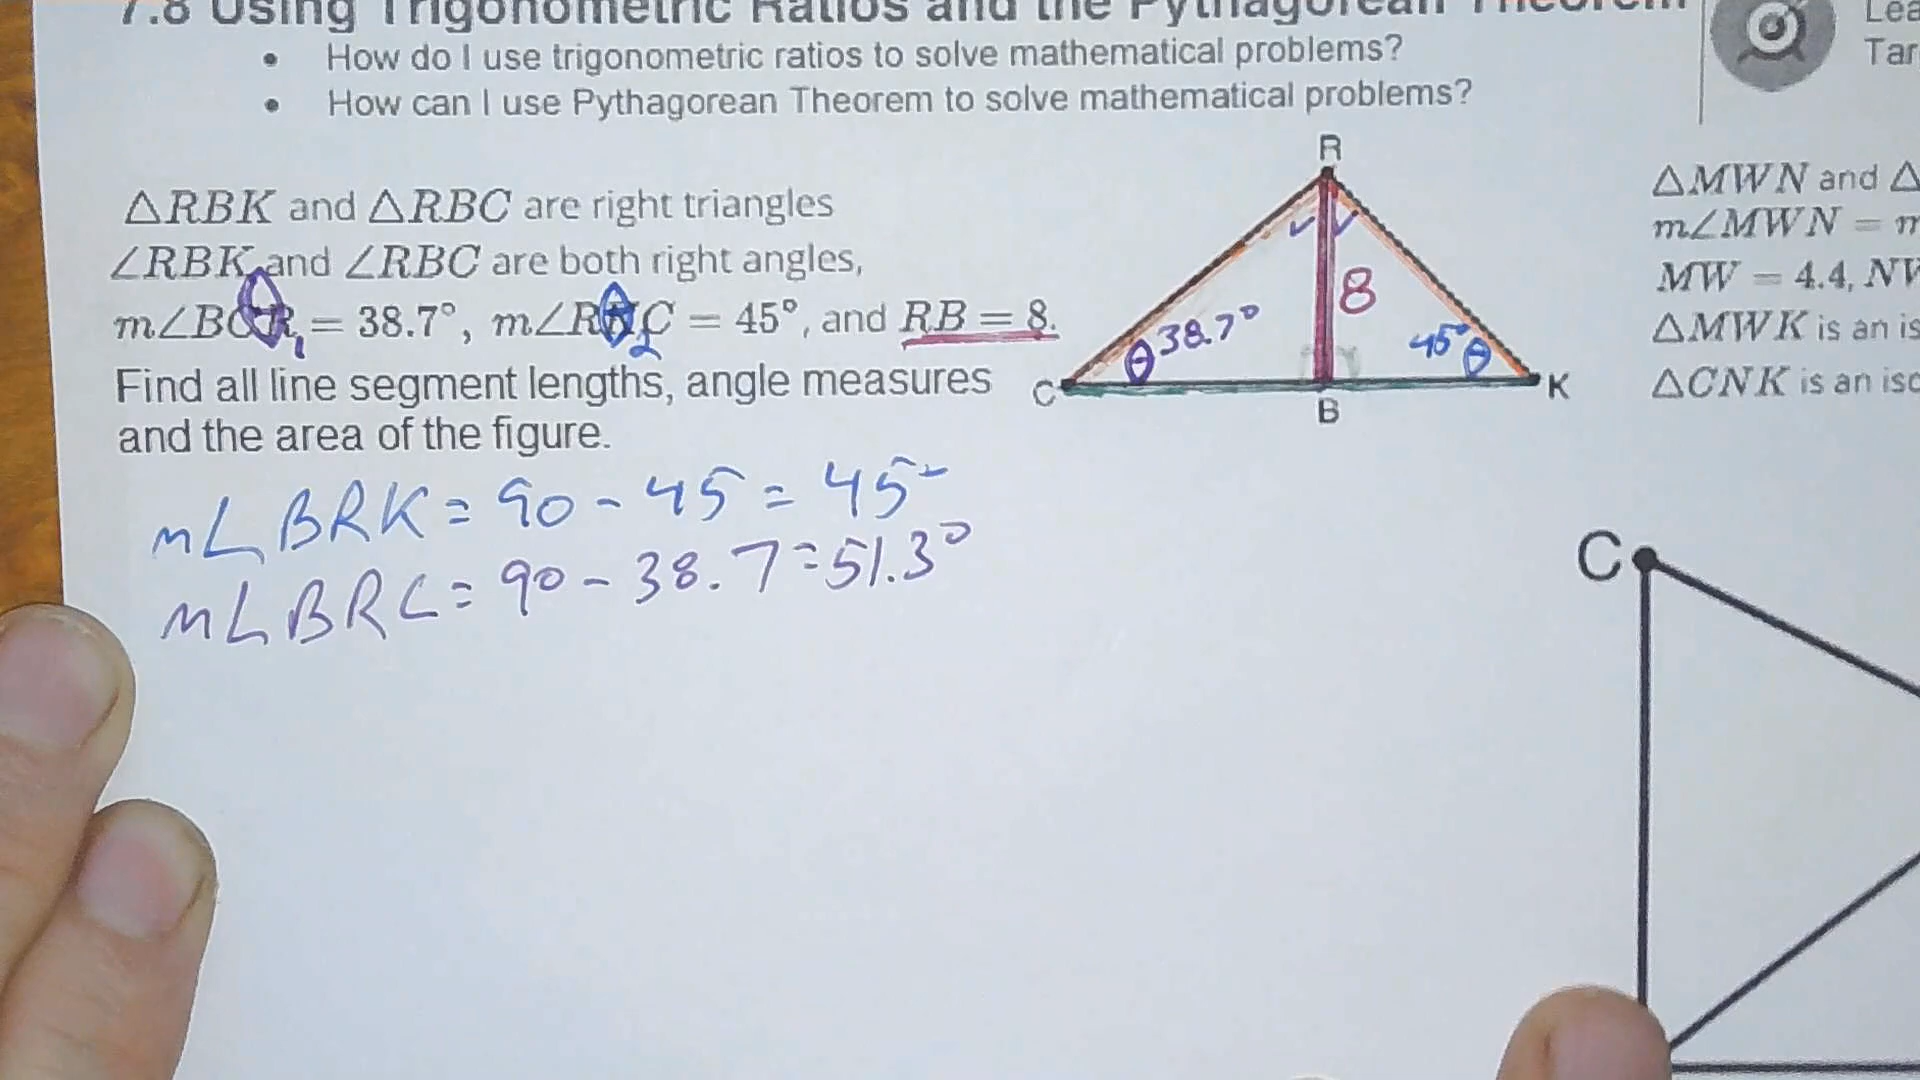 7.8 Using Trigonometric Ratios and the Pythagorean Theorem
• How do I use trigonometric ratios to solve mathematical problems?
• How can I use Pythagorean Theorem to solve mathematical problems?
△RBK and △RBC are right triangles
∠RBK and ∠RBC are both right angles,
= 38.7°, = 45°, and RB = 8.
Find all line segment lengths, angle measures
and the area of the figure.
m∠BRK = 90 - 45 = 45°
m∠BRC = 90 - 38.7 = 51.3°
R
8
θ 38.7°
45° θ
C
B
K
Lea
Tar
△MWN and △
m∠MWN = m
MW = 4.4, NW
△MWK is an is
△CNK is an iso
C